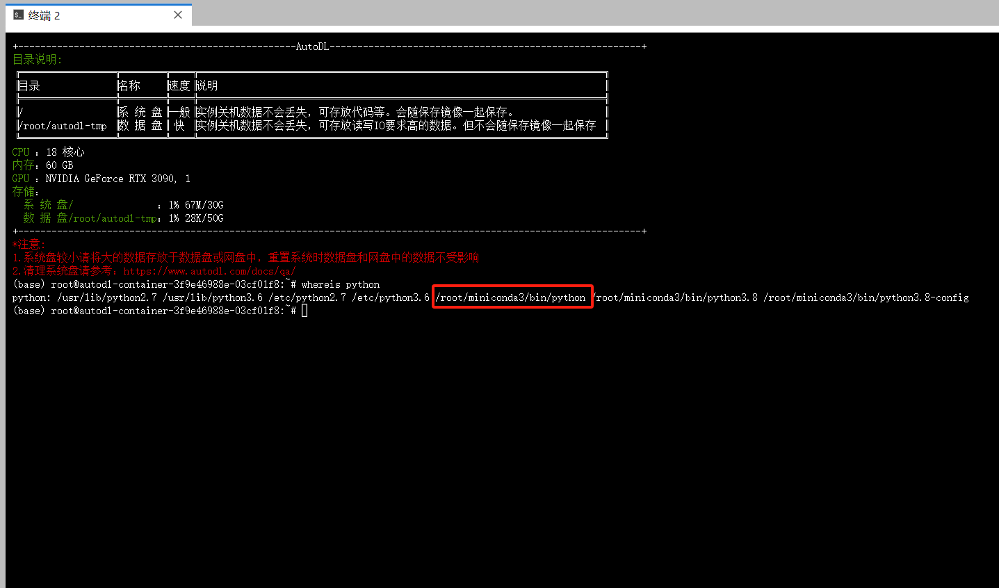 终端 2
+--------------------------------------------------AutoDL--------------------------------------------------------+
目录说明:
目录 名称 速度 说明
/ 系 统 盘 一般 实例关机数据不会丢失，可存放代码等。会随保存镜像一起保存。
/root/autodl-tmp 数 据 盘 快 实例关机数据不会丢失，可存放读写IO要求高的数据。但不会随保存镜像一起保存
CPU ：18 核心
内存：60 GB
GPU ：NVIDIA GeForce RTX 3090, 1
存储：
系 统 盘/ ：1% 67M/30G
数 据 盘/root/autodl-tmp：1% 28K/50G
+----------------------------------------------------------------------------------------------------------------+
*注意:
1.系统盘较小请将大的数据存放于数据盘或网盘中，重置系统时数据盘和网盘中的数据不受影响
2.清理系统盘请参考：https://www.autodl.com/docs/qa/
(base) root@autodl-container-3f9e46988e-03cf01f8:~# whereis python
python: /usr/lib/python2.7 /usr/lib/python3.6 /etc/python2.7 /etc/python3.6 /root/miniconda3/bin/python /root/miniconda3/bin/python3.8 /root/miniconda3/bin/python3.8-config
(base) root@autodl-container-3f9e46988e-03cf01f8:~#